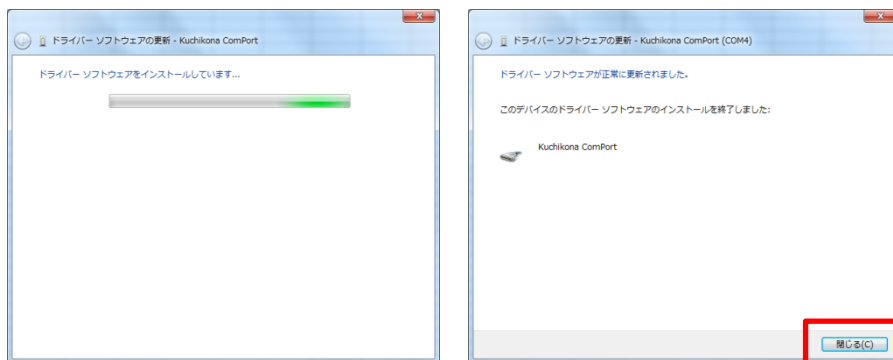 ドライバー ソフトウェアの更新 - Kuchikona ComPort
ドライバー ソフトウェアをインストールしています...
ドライバー ソフトウェアの更新 - Kuchikona ComPort (COM4)
ドライバー ソフトウェアが正常に更新されました。
このデバイスのドライバー ソフトウェアのインストールを終了しました:
Kuchikona ComPort
閉じる(C)